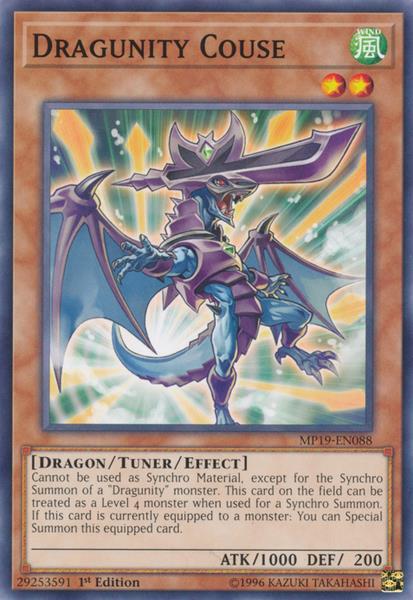 DRAGUNITY COUSE
WIND
風
MP19-EN088
[DRAGON/TUNER/EFFECT]
Cannot be used as Synchro Material, except for the Synchro
Summon of a "Dragunity" monster. This card on the field can be
treated as a Level 4 monster when used for a Synchro Summon.
If this card is currently equipped to a monster: You can Special
Summon this equipped card.
ATK/1000 DEF/ 200
29253591 1st Edition ©1996 KAZUKI TAKAHASHI